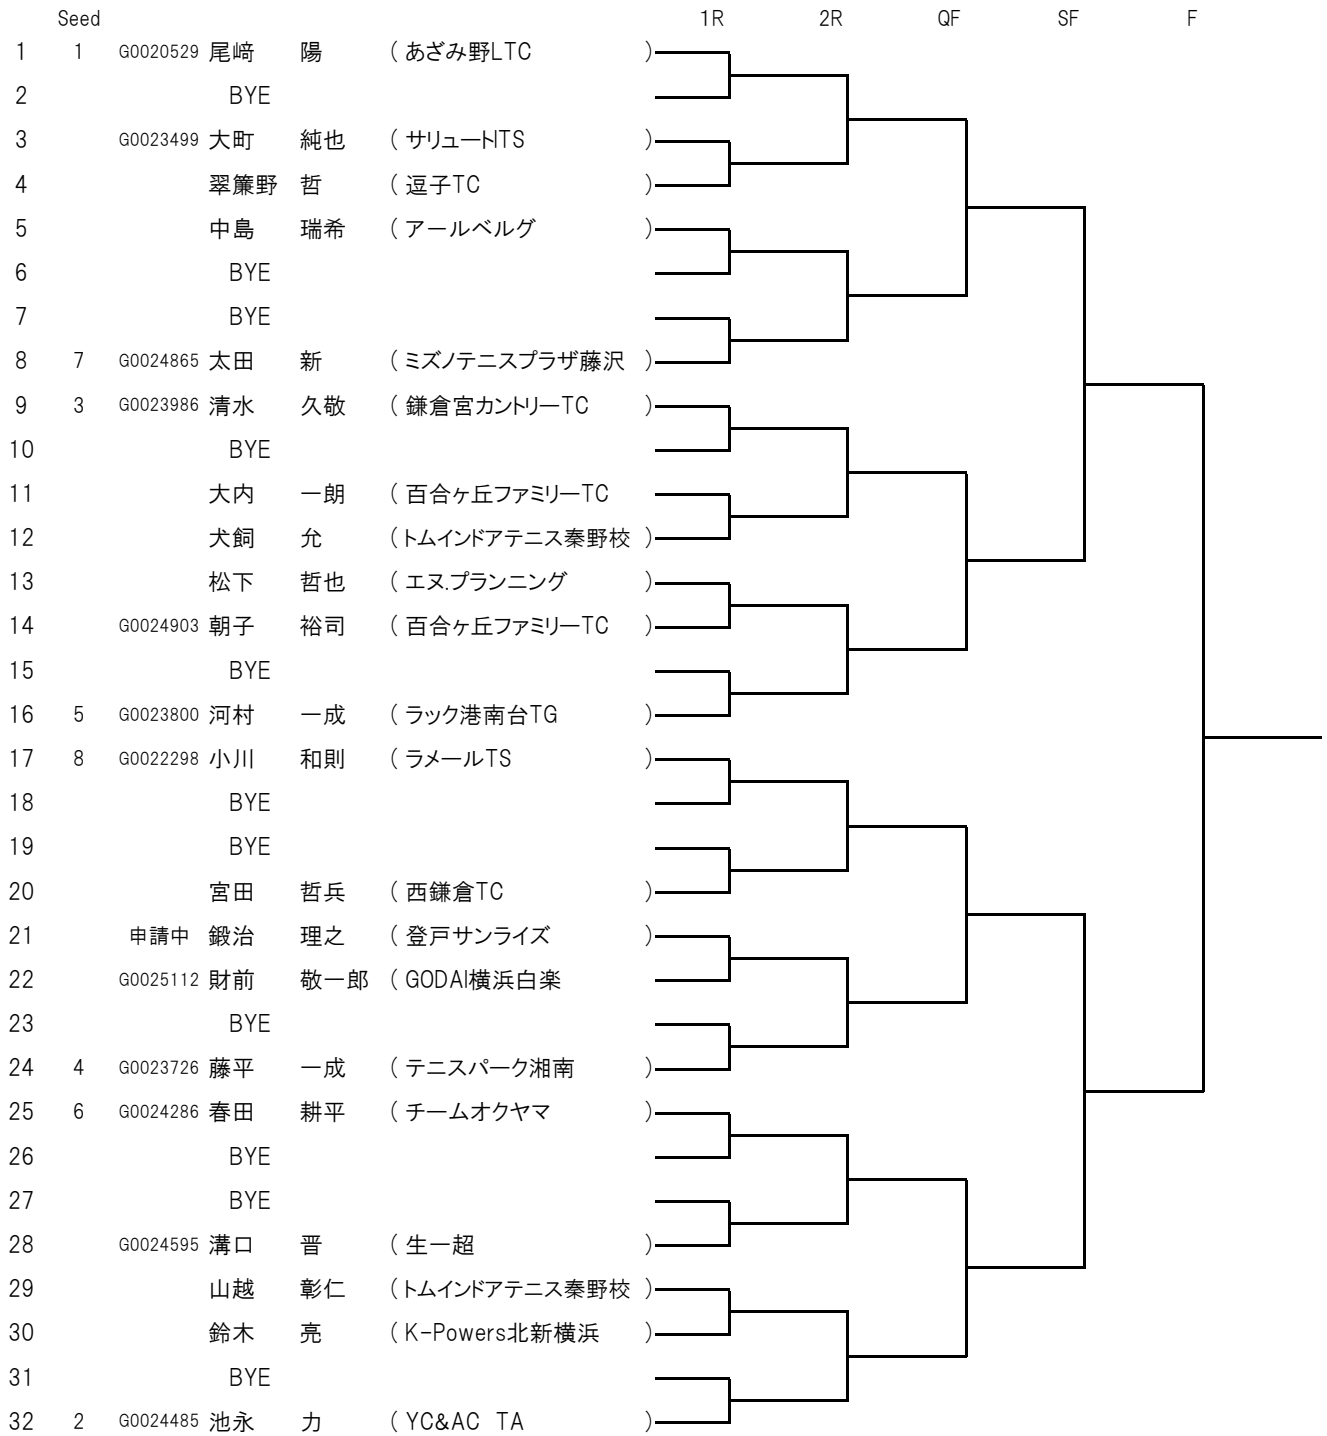 Seed 1R 2R QF SF F
1 1 G0020529 尾﨑 陽 ( あざみ野LTC )
2 BYE
3 G0023499 大町 純也 ( サリュートITS )
4 翠簾野 哲 ( 逗子TC )
5 中島 瑞希 ( アールベルグ )
6 BYE
7 BYE
8 7 G0024865 太田 新 ( ミズノテニスプラザ藤沢 )
9 3 G0023986 清水 久敬 ( 鎌倉宮カントリーTC )
10 BYE
11 大内 一朗 ( 百合ヶ丘ファミリーTC )
12 犬飼 允 ( トムインドアテニス秦野校 )
13 松下 哲也 ( エヌ.プランニング )
14 G0024903 朝子 裕司 ( 百合ヶ丘ファミリーTC )
15 BYE
16 5 G0023800 河村 一成 ( ラック港南台TG )
17 8 G0022298 小川 和則 ( ラメールTS )
18 BYE
19 BYE
20 宮田 哲兵 ( 西鎌倉TC )
21 申請中 鍛治 理之 ( 登戸サンライズ )
22 G0025112 財前 敬一郎 ( GODAI横浜白楽 )
23 BYE
24 4 G0023726 藤平 一成 ( テニスパーク湘南 )
25 6 G0024286 春田 耕平 ( チームオクヤマ )
26 BYE
27 BYE
28 G0024595 溝口 晋 ( 生一超 )
29 山越 彰仁 ( トムインドアテニス秦野校 )
30 鈴木 亮 ( K-Powers北新横浜 )
31 BYE
32 2 G0024485 池永 力 ( YC&AC TA )